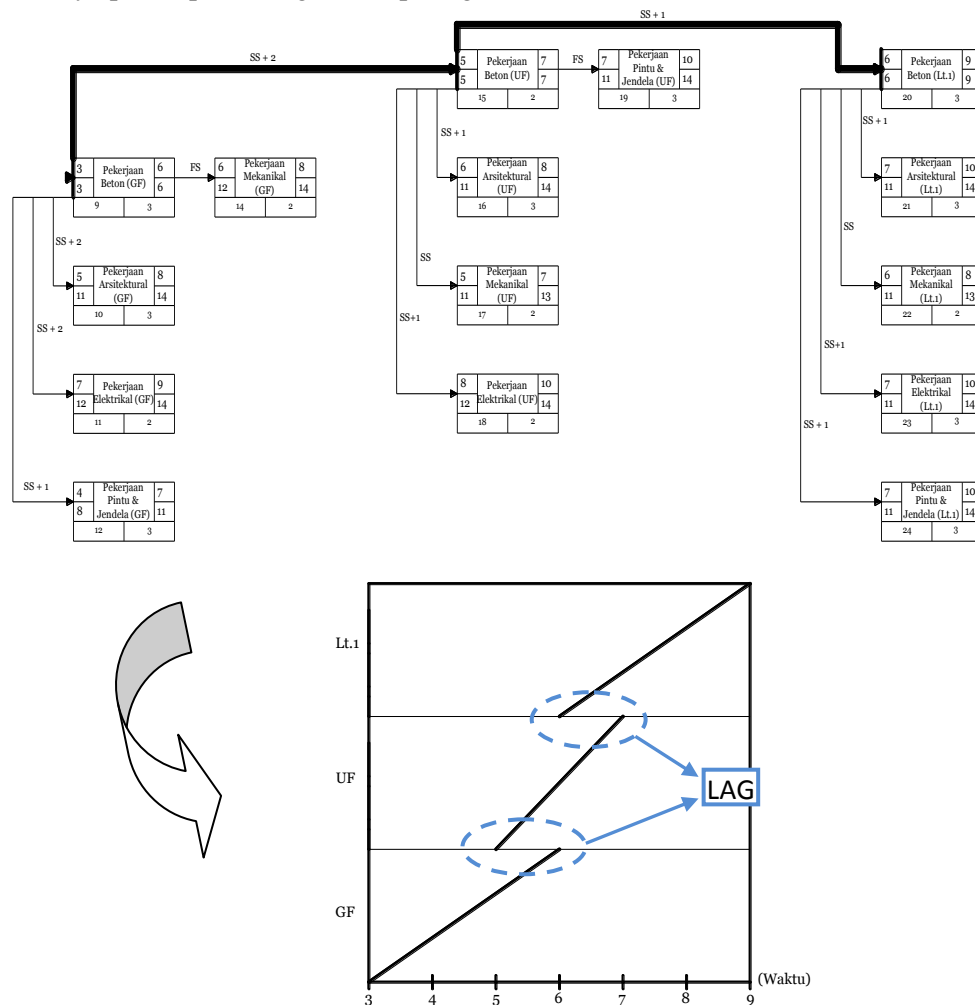 SS + 1
SS + 2
5 Pekerjaan 7
5 Beton (UF) 7
15 2
FS
7 Pekerjaan 10
Pintu &
11 Jendela (UF) 14
19 3
6 Pekerjaan 9
6 Beton (Lt.1) 9
20 3
SS + 1
SS + 1
3 Pekerjaan 6
3 Beton (GF) 6
9 3
FS
6 Pekerjaan 8
Mekanikal
12 (GF) 14
14 2
6 Pekerjaan 9
Arsitektural
11 (UF) 14
16 3
7 Pekerjaan 10
Arsitektural
11 (Lt.1) 14
21 3
SS + 2
SS
SS
5 Pekerjaan 8
Arsitektural
11 (GF) 14
10 3
5 Pekerjaan 7
Mekanikal
11 (UF) 13
17 2
6 Pekerjaan 8
Mekanikal
11 (Lt.1) 13
22 2
SS + 2
SS+1
SS+1
7 Pekerjaan 9
12 Elektrikal (GF) 14
11 2
8 Pekerjaan 10
12 Elektrikal (UF) 14
18 2
7 Pekerjaan 10
Elektrikal
11 (Lt.1) 14
23 3
SS + 1
SS + 1
4 Pekerjaan 7
Pintu &
8 Jendela (GF) 11
12 3
7 Pekerjaan 10
Pintu &
11 Jendela (Lt.1) 14
24 3
Lt.1
UF
LAG
GF
(Waktu)
3 4 5 6 7 8 9